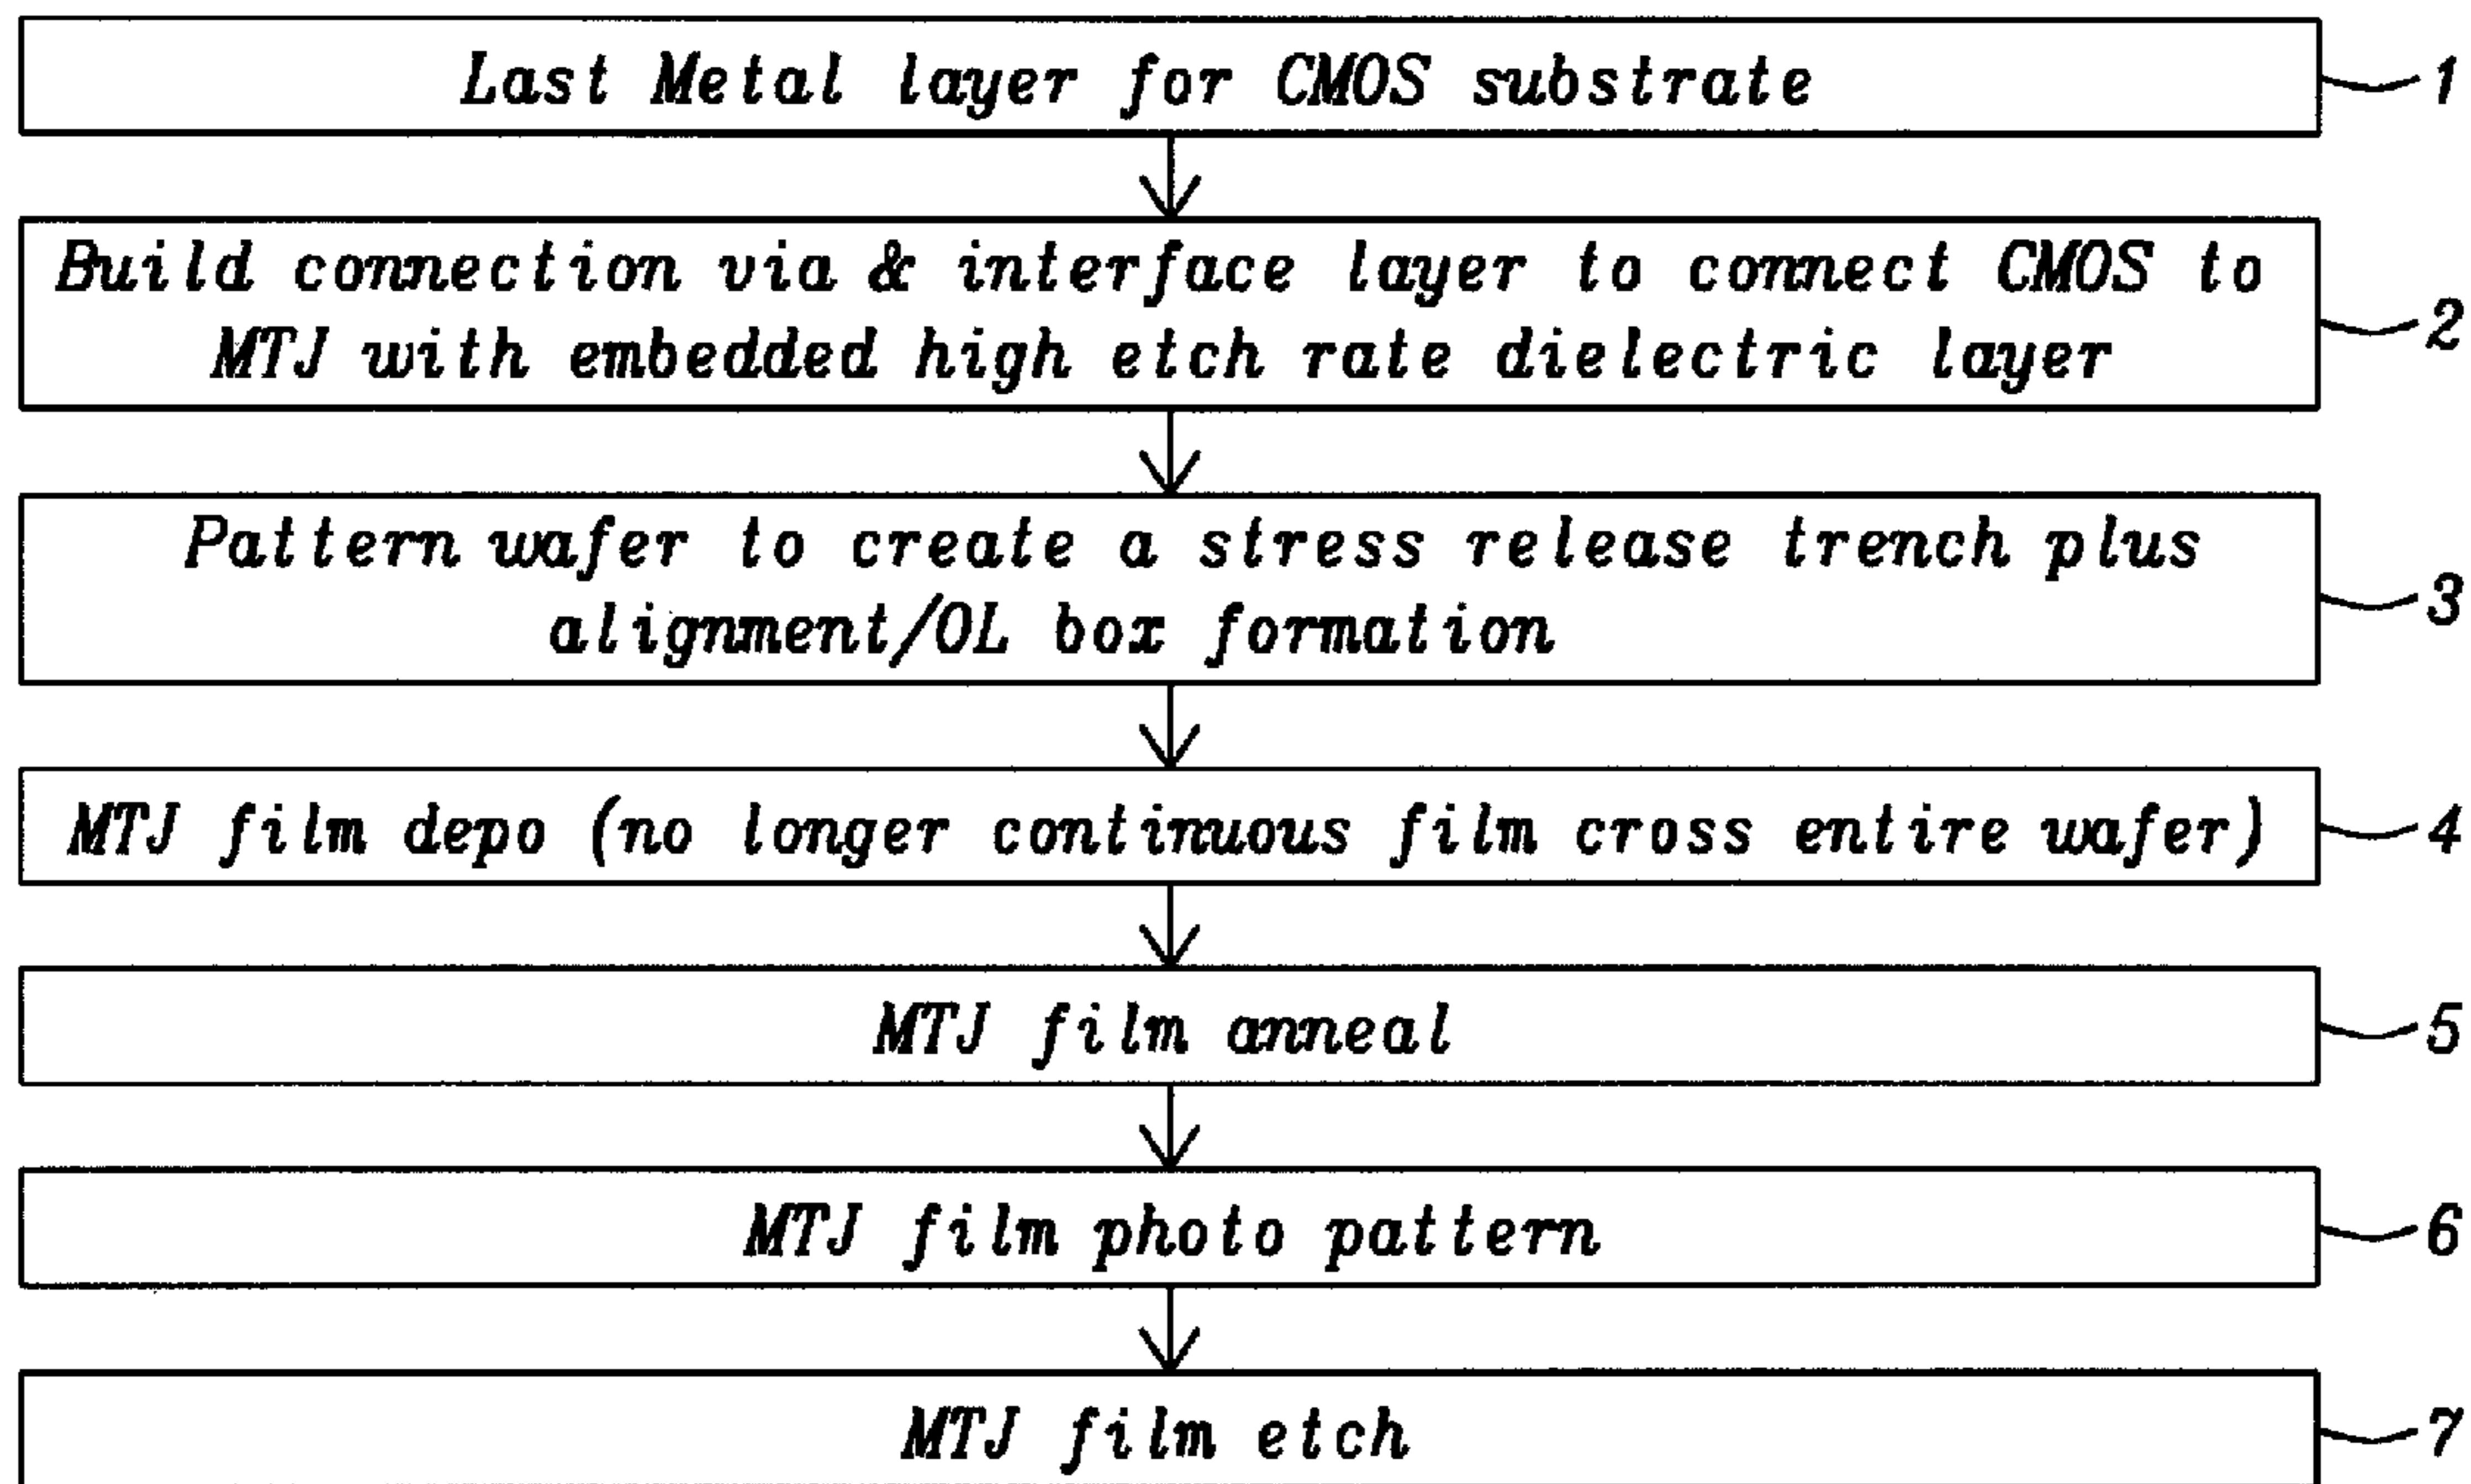 Last Metal layer for CMOS substrate
1
Build connection via & interface layer to connect CMOS to
MTJ with embedded high etch rate dielectric layer
2
Pattern wafer to create a stress release trench plus
alignment/OL box formation
3
MTJ film depo (no longer continuous film cross entire wafer)
4
MTJ film anneal
5
MTJ film photo pattern
6
MTJ film etch
7